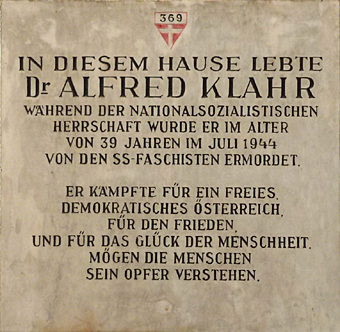 369
IN DIESEM HAUSE LEBTE
Dr ALFRED KLAHR
WÄHREND DER NATIONALSOZIALISTISCHEN
HERRSCHAFT WURDE ER IM ALTER
VON 39 JAHREN IM JULI 1944
VON DEN SS-FASCHISTEN ERMORDET.
ER KÄMPFTE FÜR EIN FREIES,
DEMOKRATISCHES ÖSTERREICH,
FÜR DEN FRIEDEN,
UND FÜR DAS GLÜCK DER MENSCHHEIT.
MÖGEN DIE MENSCHEN
SEIN OPFER VERSTEHEN.